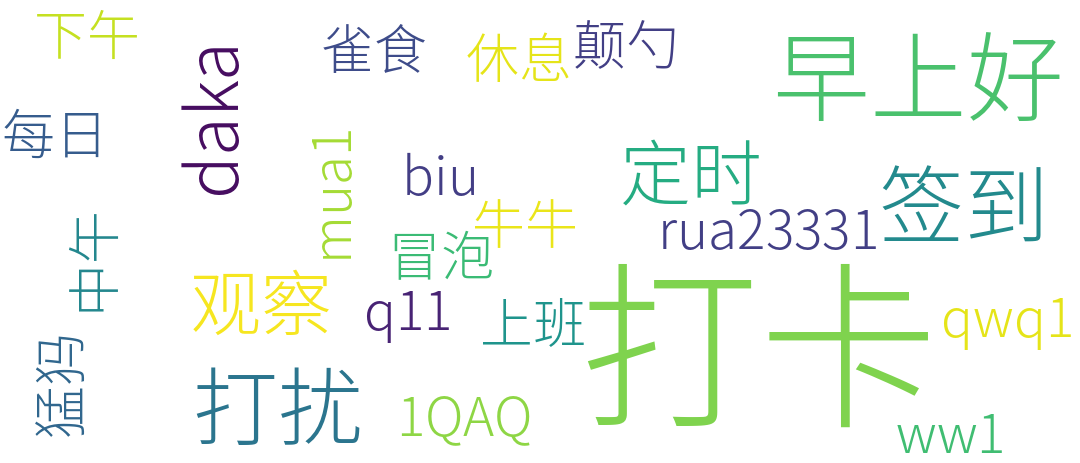 下午
雀食
休息
颠勺
早上好
daka
每日
mua1
biu
定时
签到
牛牛
rua23331
中午
冒泡
观察
q11
上班
打卡
qwq1
猛犸
打扰
1QAQ
ww1